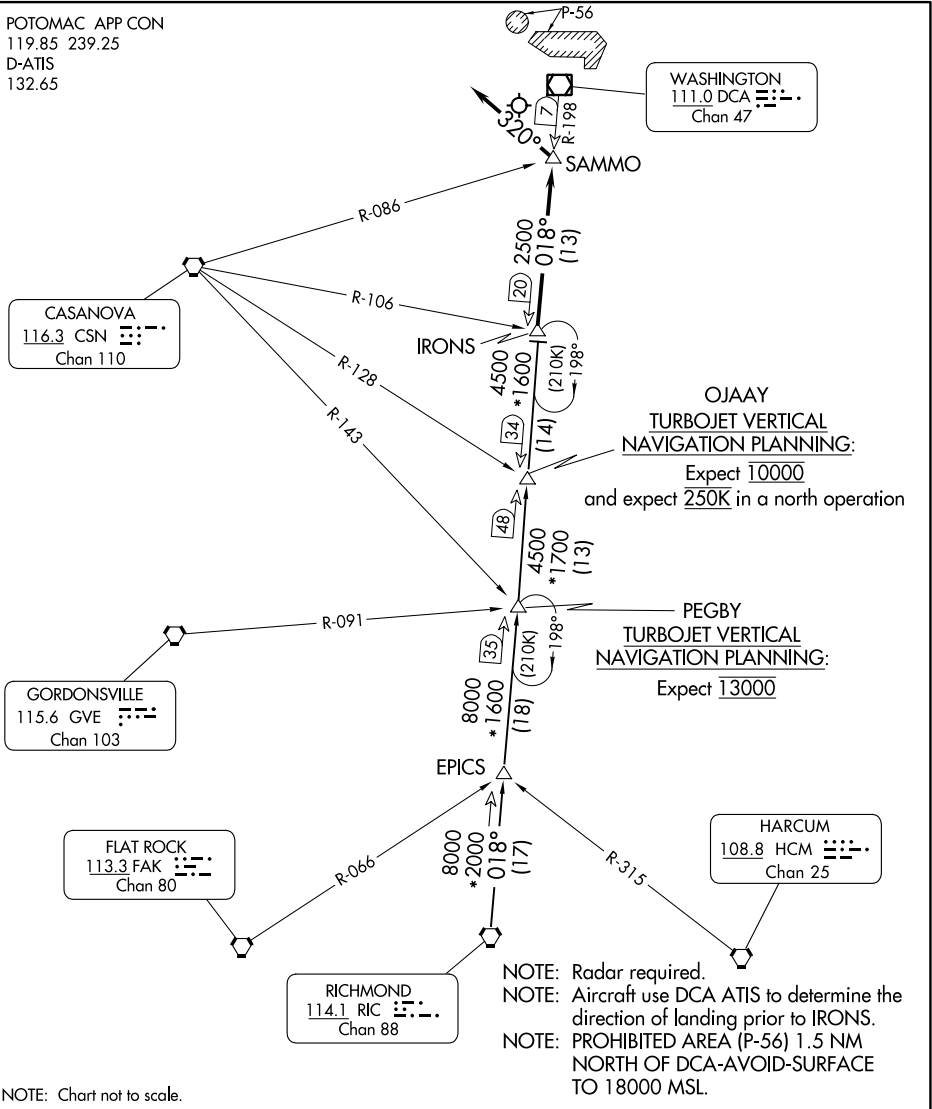 POTOMAC APP CON
119.85 239.25
D-ATIS
132.65
P-56
WASHINGTON
111.0 DCA
Chan 47
7
R-198
320°
SAMMO
R-086
2500
018°
(13)
CASANOVA
116.3 CSN
Chan 110
R-106
20
IRONS
R-128
4500
*1600
(14)
(210K)
198°
R-143
34
OJAAY
TURBOJET VERTICAL
NAVIGATION PLANNING:
Expect 10000
and expect 250K in a north operation
48
4500
*1700
(13)
R-091
PEGBY
TURBOJET VERTICAL
NAVIGATION PLANNING:
Expect 13000
35
(210K)
198°
GORDONSVILLE
115.6 GVE
Chan 103
8000
*1600
(18)
EPICS
FLAT ROCK
113.3 FAK
Chan 80
R-066
8000
*2000
018°
(17)
R-315
HARCUM
108.8 HCM
Chan 25
RICHMOND
114.1 RIC
Chan 88
NOTE: Radar required.
NOTE: Aircraft use DCA ATIS to determine the
direction of landing prior to IRONS.
NOTE: PROHIBITED AREA (P-56) 1.5 NM
NORTH OF DCA-AVOID-SURFACE
TO 18000 MSL.
NOTE: Chart not to scale.